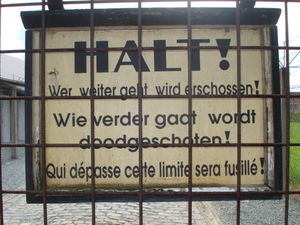 HALT!
Wer weiter geht wird erschossen!
Wie verder gaat wordt
doodgeschoten!
Qui dépasse cette limite sera fusillé!